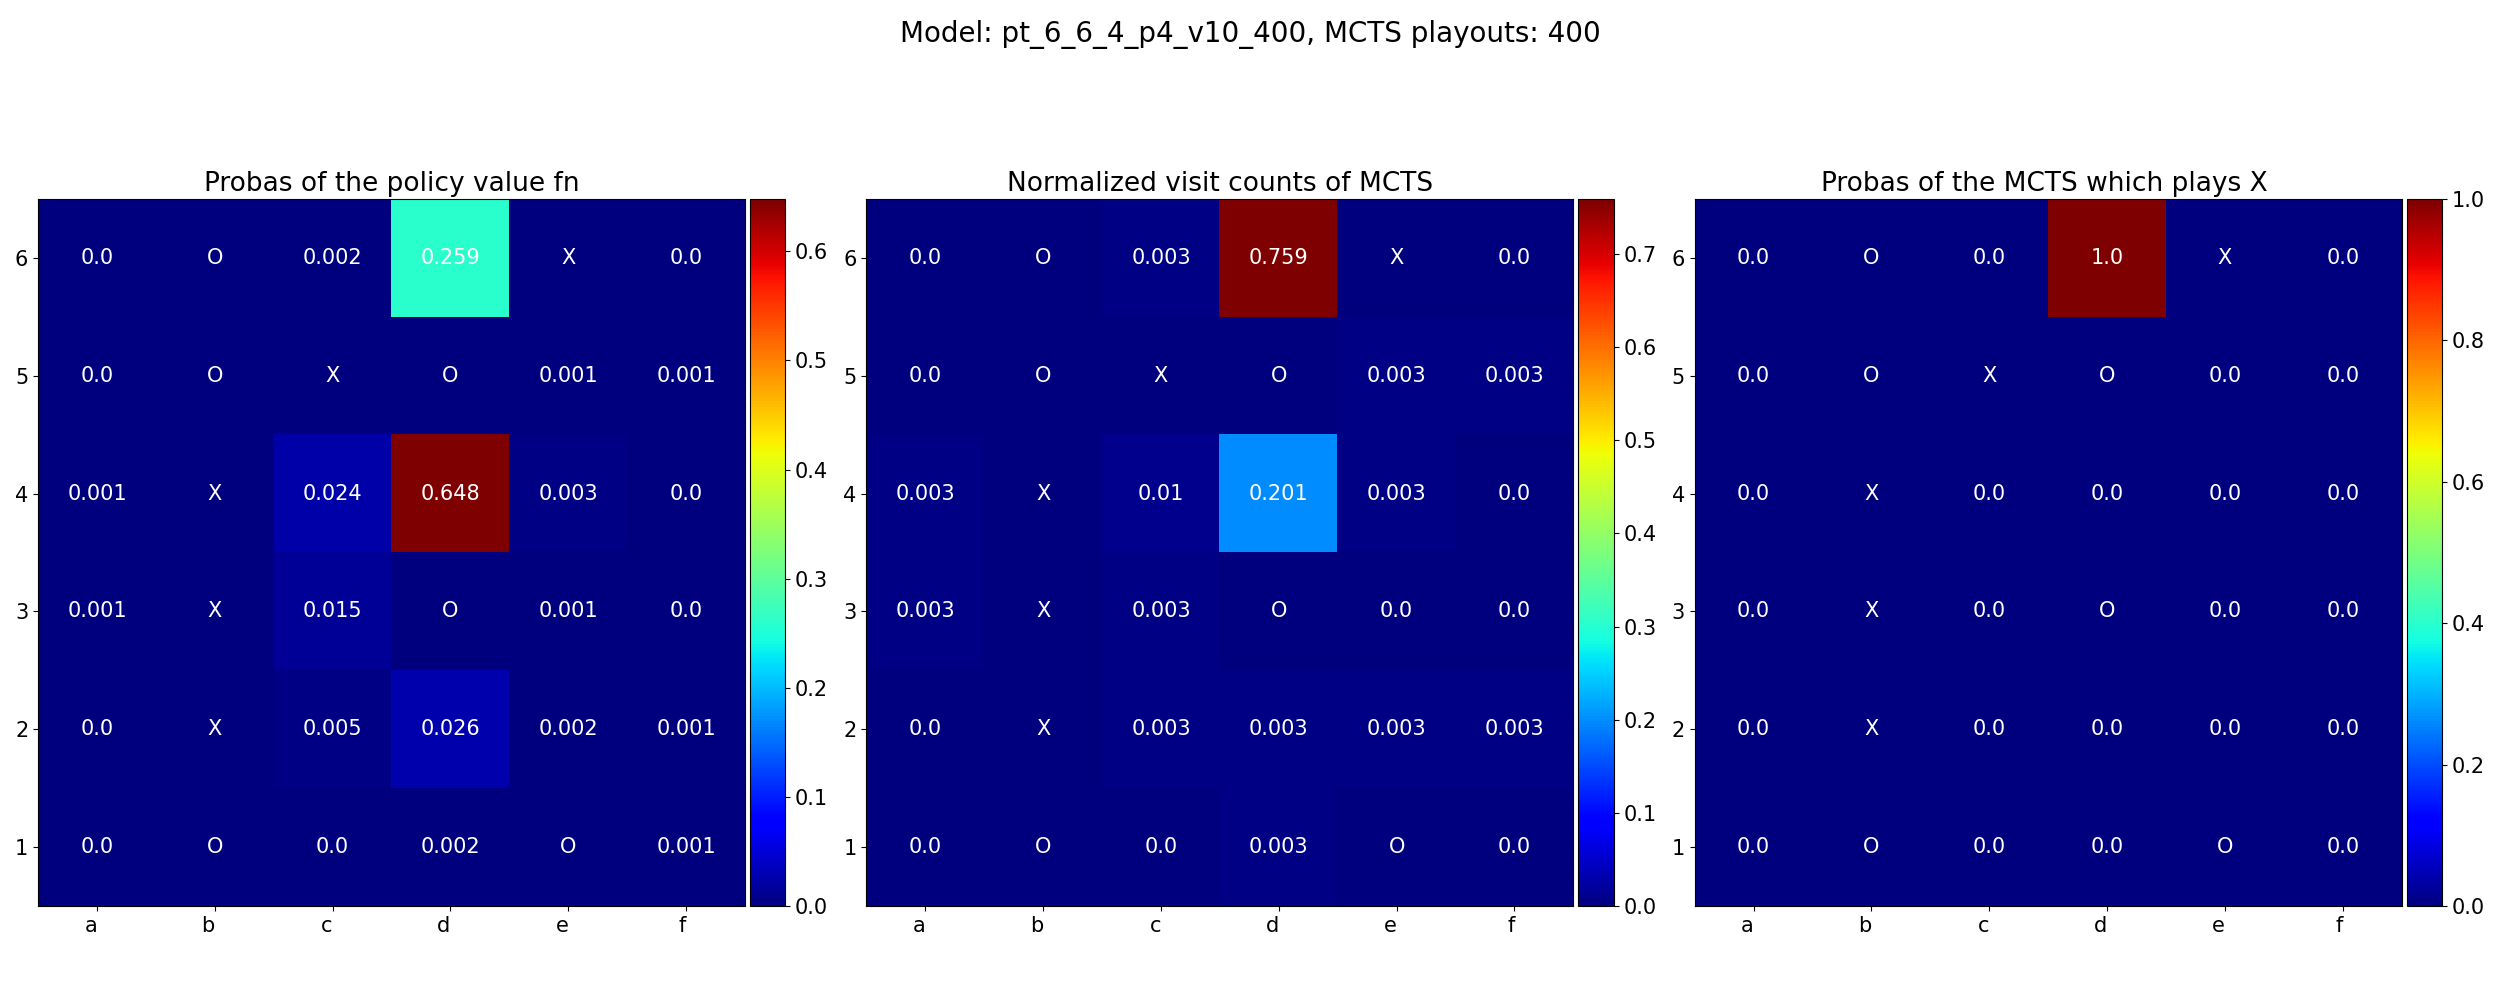 Model: pt_6_6_4_p4_v10_400, MCTS playouts: 400
Probas of the policy value fn
6 0.0 O 0.002 0.259 X 0.0
5 0.0 O X O 0.001 0.001
4 0.001 X 0.024 0.648 0.003 0.0
3 0.001 X 0.015 O 0.001 0.0
2 0.0 X 0.005 0.026 0.002 0.001
1 0.0 O 0.0 0.002 O 0.001
a b c d e f
0.6
0.5
0.4
0.3
0.2
0.1
0.0
Normalized visit counts of MCTS
6 0.0 O 0.003 0.759 X 0.0
5 0.0 O X O 0.003 0.003
4 0.003 X 0.01 0.201 0.003 0.0
3 0.003 X 0.003 O 0.0 0.0
2 0.0 X 0.003 0.003 0.003 0.003
1 0.0 O 0.0 0.003 O 0.0
a b c d e f
0.7
0.6
0.5
0.4
0.3
0.2
0.1
0.0
Probas of the MCTS which plays X
6 0.0 O 0.0 1.0 X 0.0
5 0.0 O X O 0.0 0.0
4 0.0 X 0.0 0.0 0.0 0.0
3 0.0 X 0.0 O 0.0 0.0
2 0.0 X 0.0 0.0 0.0 0.0
1 0.0 O 0.0 0.0 O 0.0
a b c d e f
1.0
0.8
0.6
0.4
0.2
0.0